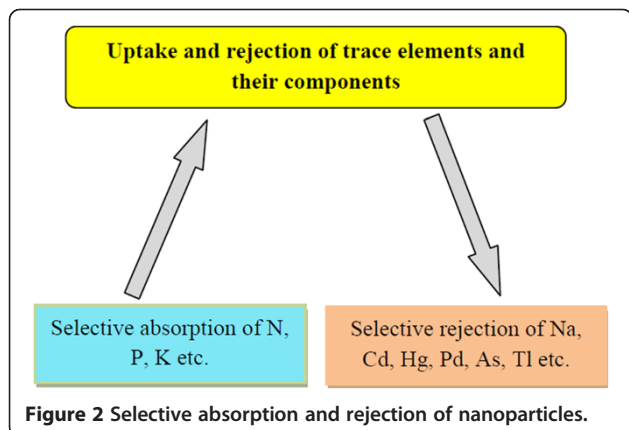 Uptake and rejection of trace elements and
their components
Selective absorption of N,
P, K etc.
Selective rejection of Na,
Cd, Hg, Pd, As, Tl etc.
Figure 2 Selective absorption and rejection of nanoparticles.